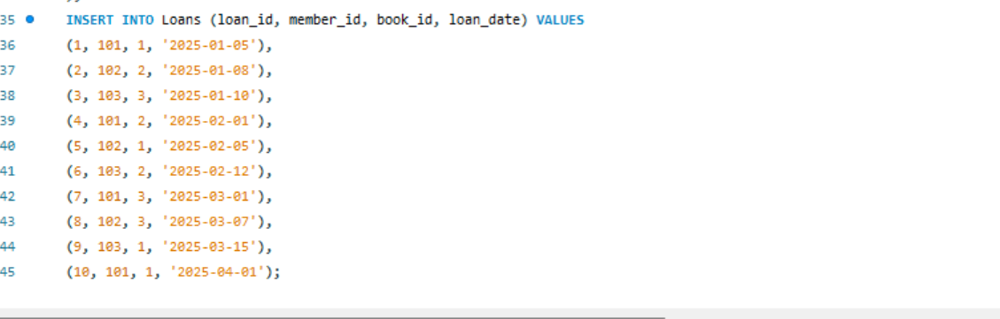 35 INSERT INTO Loans (loan_id, member_id, book_id, loan_date) VALUES
36 (1, 101, 1, '2025-01-05'),
37 (2, 102, 2, '2025-01-08'),
38 (3, 103, 3, '2025-01-10'),
39 (4, 101, 2, '2025-02-01'),
40 (5, 102, 1, '2025-02-05'),
41 (6, 103, 2, '2025-02-12'),
42 (7, 101, 3, '2025-03-01'),
43 (8, 102, 3, '2025-03-07'),
44 (9, 103, 1, '2025-03-15'),
45 (10, 101, 1, '2025-04-01');